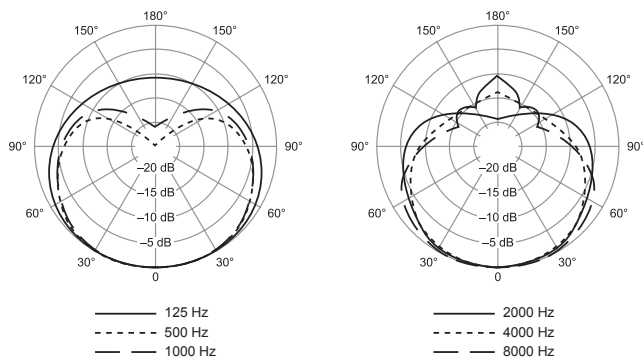 180°
150° 150°
120° 120°
90° 90°
60° 60°
30° 30°
0
–20 dB
–15 dB
–10 dB
–5 dB
125 Hz
500 Hz
1000 Hz
180°
150° 150°
120° 120°
90° 90°
60° 60°
30° 30°
0
–20 dB
–15 dB
–10 dB
–5 dB
2000 Hz
4000 Hz
8000 Hz